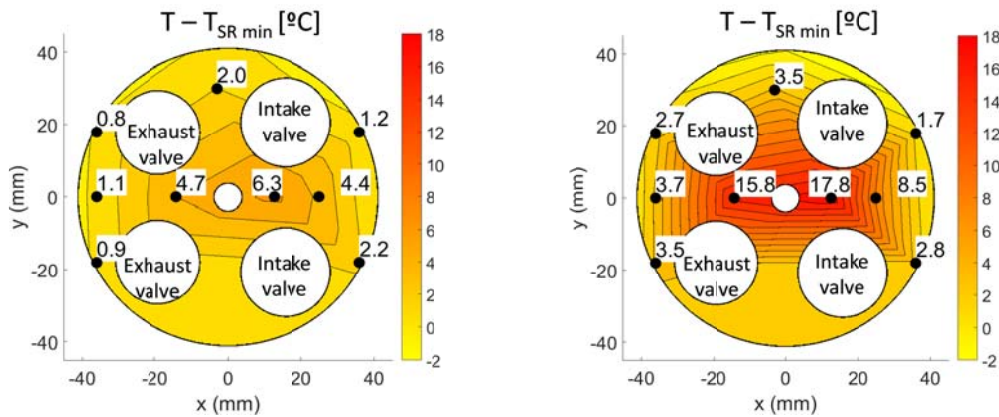 T – T SR min [ºC]
40
20
0
-20
-40
y (mm)
-40
-20
0
20
40
x (mm)
2.0
0.8
1.2
1.1
4.7
6.3
4.4
0.9
2.2
Exhaust
valve
Intake
valve
Exhaust
valve
Intake
valve
18
16
14
12
10
8
6
4
2
0
-2
T – T SR min [ºC]
40
20
0
-20
-40
y (mm)
-40
-20
0
20
40
x (mm)
3.5
2.7
1.7
3.7
15.8
17.8
8.5
3.5
2.8
Exhaust
valve
Intake
valve
Exhaust
valve
Intake
valve
18
16
14
12
10
8
6
4
2
0
-2